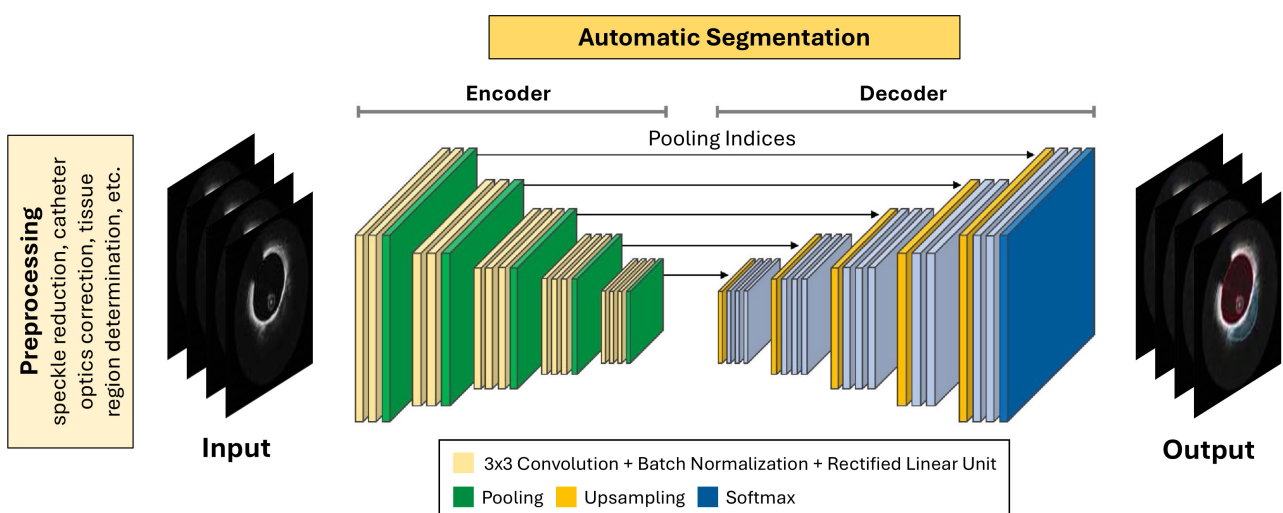 Automatic Segmentation
Encoder
Decoder
Pooling Indices
Preprocessing
speckle reduction, catheter
optics correction, tissue
region determination, etc.
Input
Output
3x3 Convolution + Batch Normalization + Rectified Linear Unit
Pooling
Upsampling
Softmax